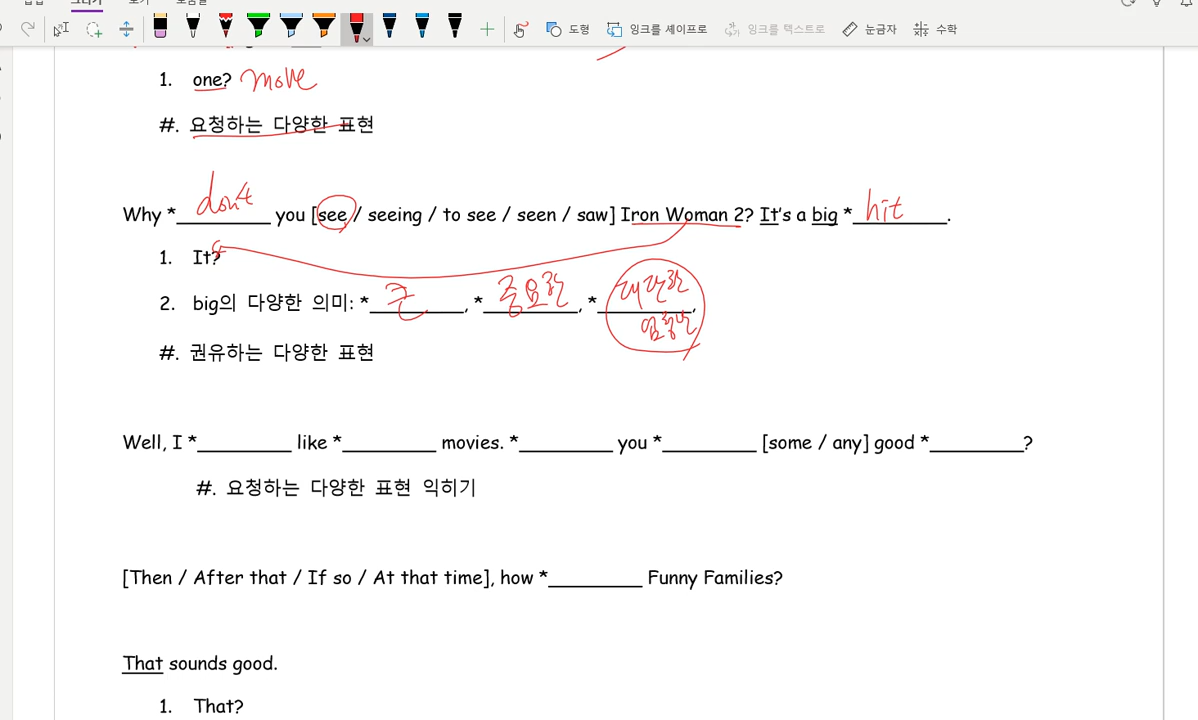 도형 잉크를 셰이프로 잉크를 텍스트로 눈금자 수학
1. one? move
#. 요청하는 다양한 표현
Why * don't you [see / seeing / to see / seen / saw] Iron Woman 2? It's a big * hit.
1. It?
2. big의 다양한 의미: * 큰, * 중요한, * 대단한
엄청난
#. 권유하는 다양한 표현
Well, I *__________ like *__________ movies. *__________ you *__________ [some / any] good *__________?
#. 요청하는 다양한 표현 익히기
[Then / After that / If so / At that time], how *__________ Funny Families?
That sounds good.
1. That?